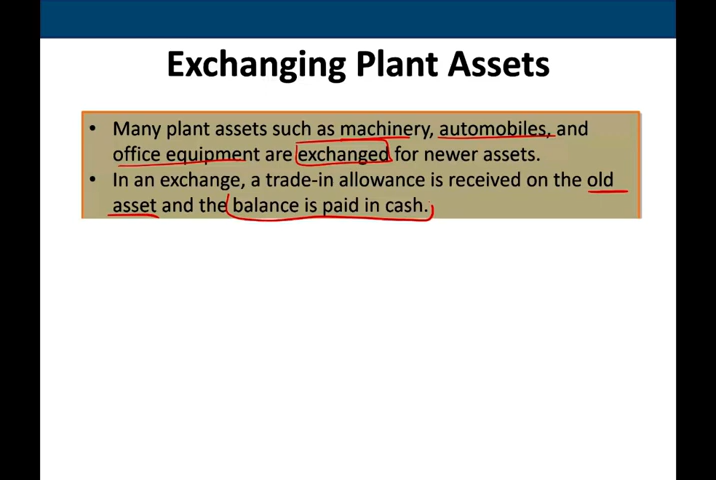 Exchanging Plant Assets
• Many plant assets such as machinery, automobiles, and
office equipment are exchanged for newer assets.
• In an exchange, a trade-in allowance is received on the old
asset and the balance is paid in cash.